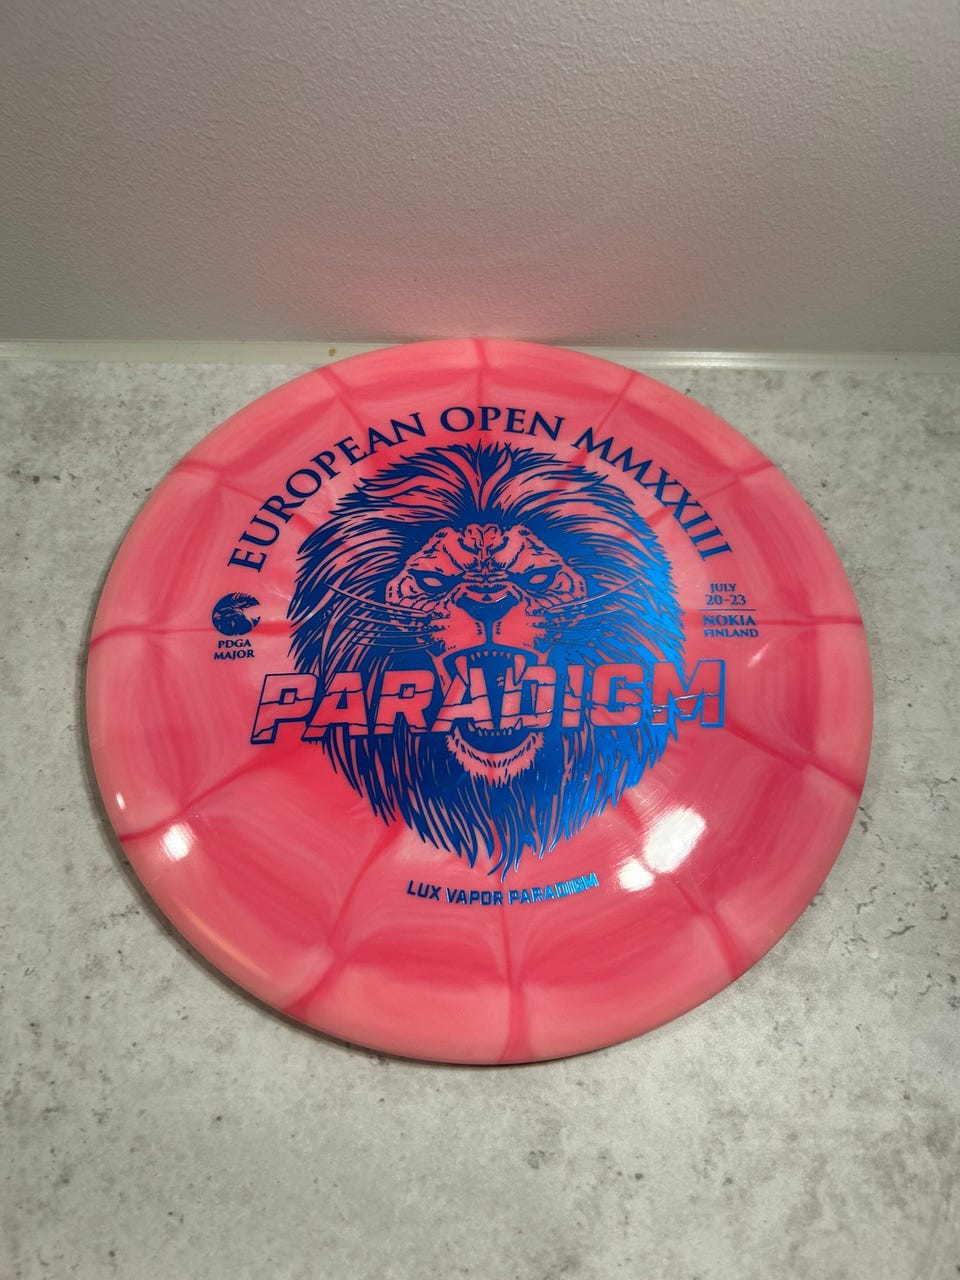 EUROPEAN OPEN MMXXIII
PDGA
MAJOR
JULY
20-23
NOKIA
FINLAND
PARADIGM
LUX VAPOR PARADIGM